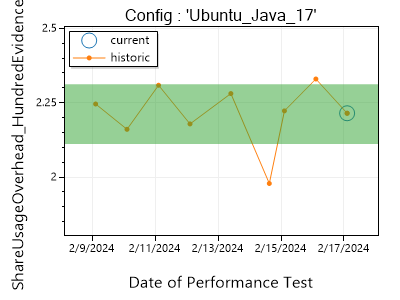 Config : 'Ubuntu_Java_17'
ShareUsageOverhead_HundredEvidence
2.5
2.25
2
current
historic
2/9/2024 2/11/2024 2/13/2024 2/15/2024 2/17/2024
Date of Performance Test